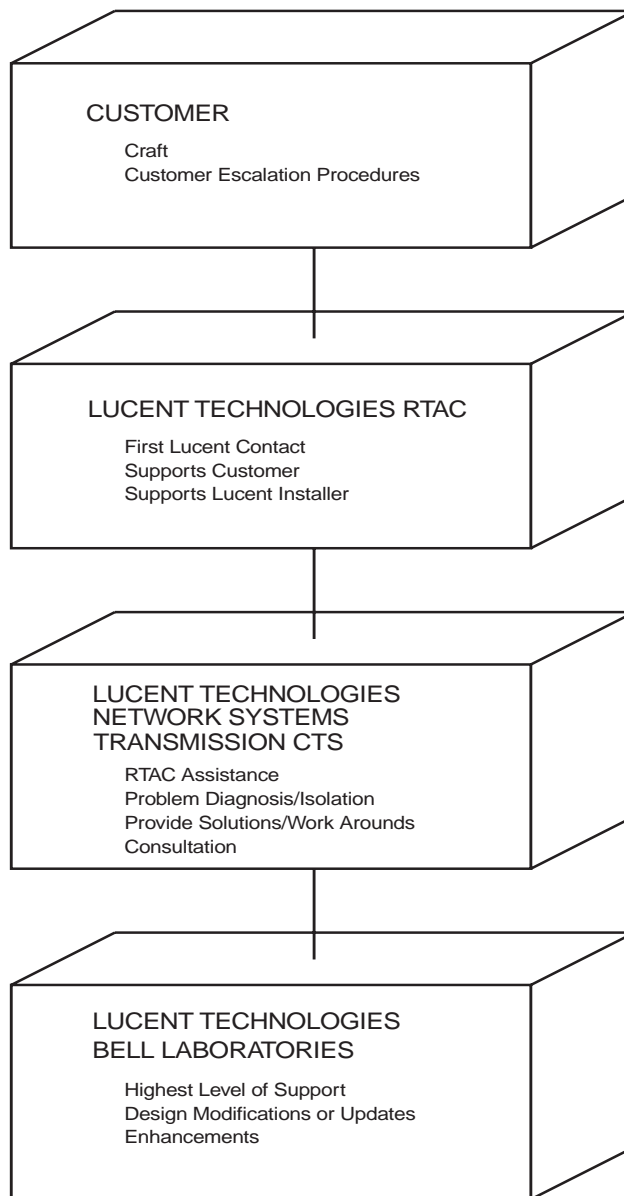 CUSTOMER
Craft
Customer Escalation Procedures
LUCENT TECHNOLOGIES RTAC
First Lucent Contact
Supports Customer
Supports Lucent Installer
LUCENT TECHNOLOGIES
NETWORK SYSTEMS
TRANSMISSION CTS
RTAC Assistance
Problem Diagnosis/Isolation
Provide Solutions/Work Arounds
Consultation
LUCENT TECHNOLOGIES
BELL LABORATORIES
Highest Level of Support
Design Modifications or Updates
Enhancements